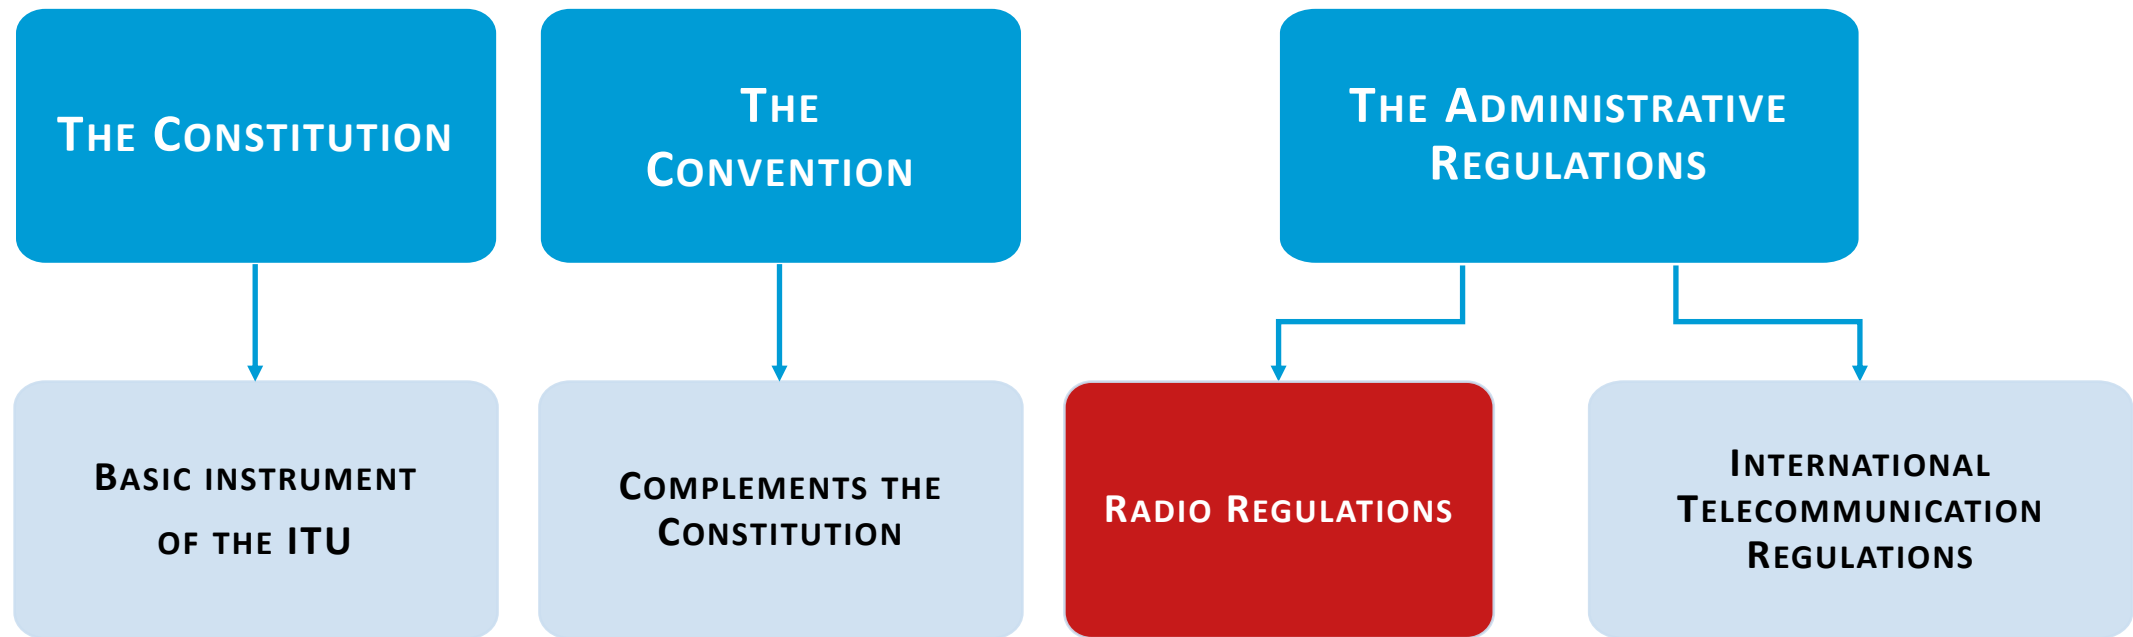 THE CONSTITUTION
THE
CONVENTION
THE ADMINISTRATIVE
REGULATIONS
BASIC INSTRUMENT
OF THE ITU
COMPLEMENTS THE
CONSTITUTION
RADIO REGULATIONS
INTERNATIONAL
TELECOMMUNICATION
REGULATIONS